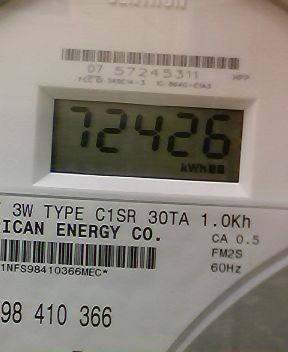 07 57245311 HPP
72426
3W TYPE C1SR 30TA 1.0Kh
ICAN ENERGY CO. CA 0.5
FM2S
1NFS98410366MEC* 60Hz
98 410 366